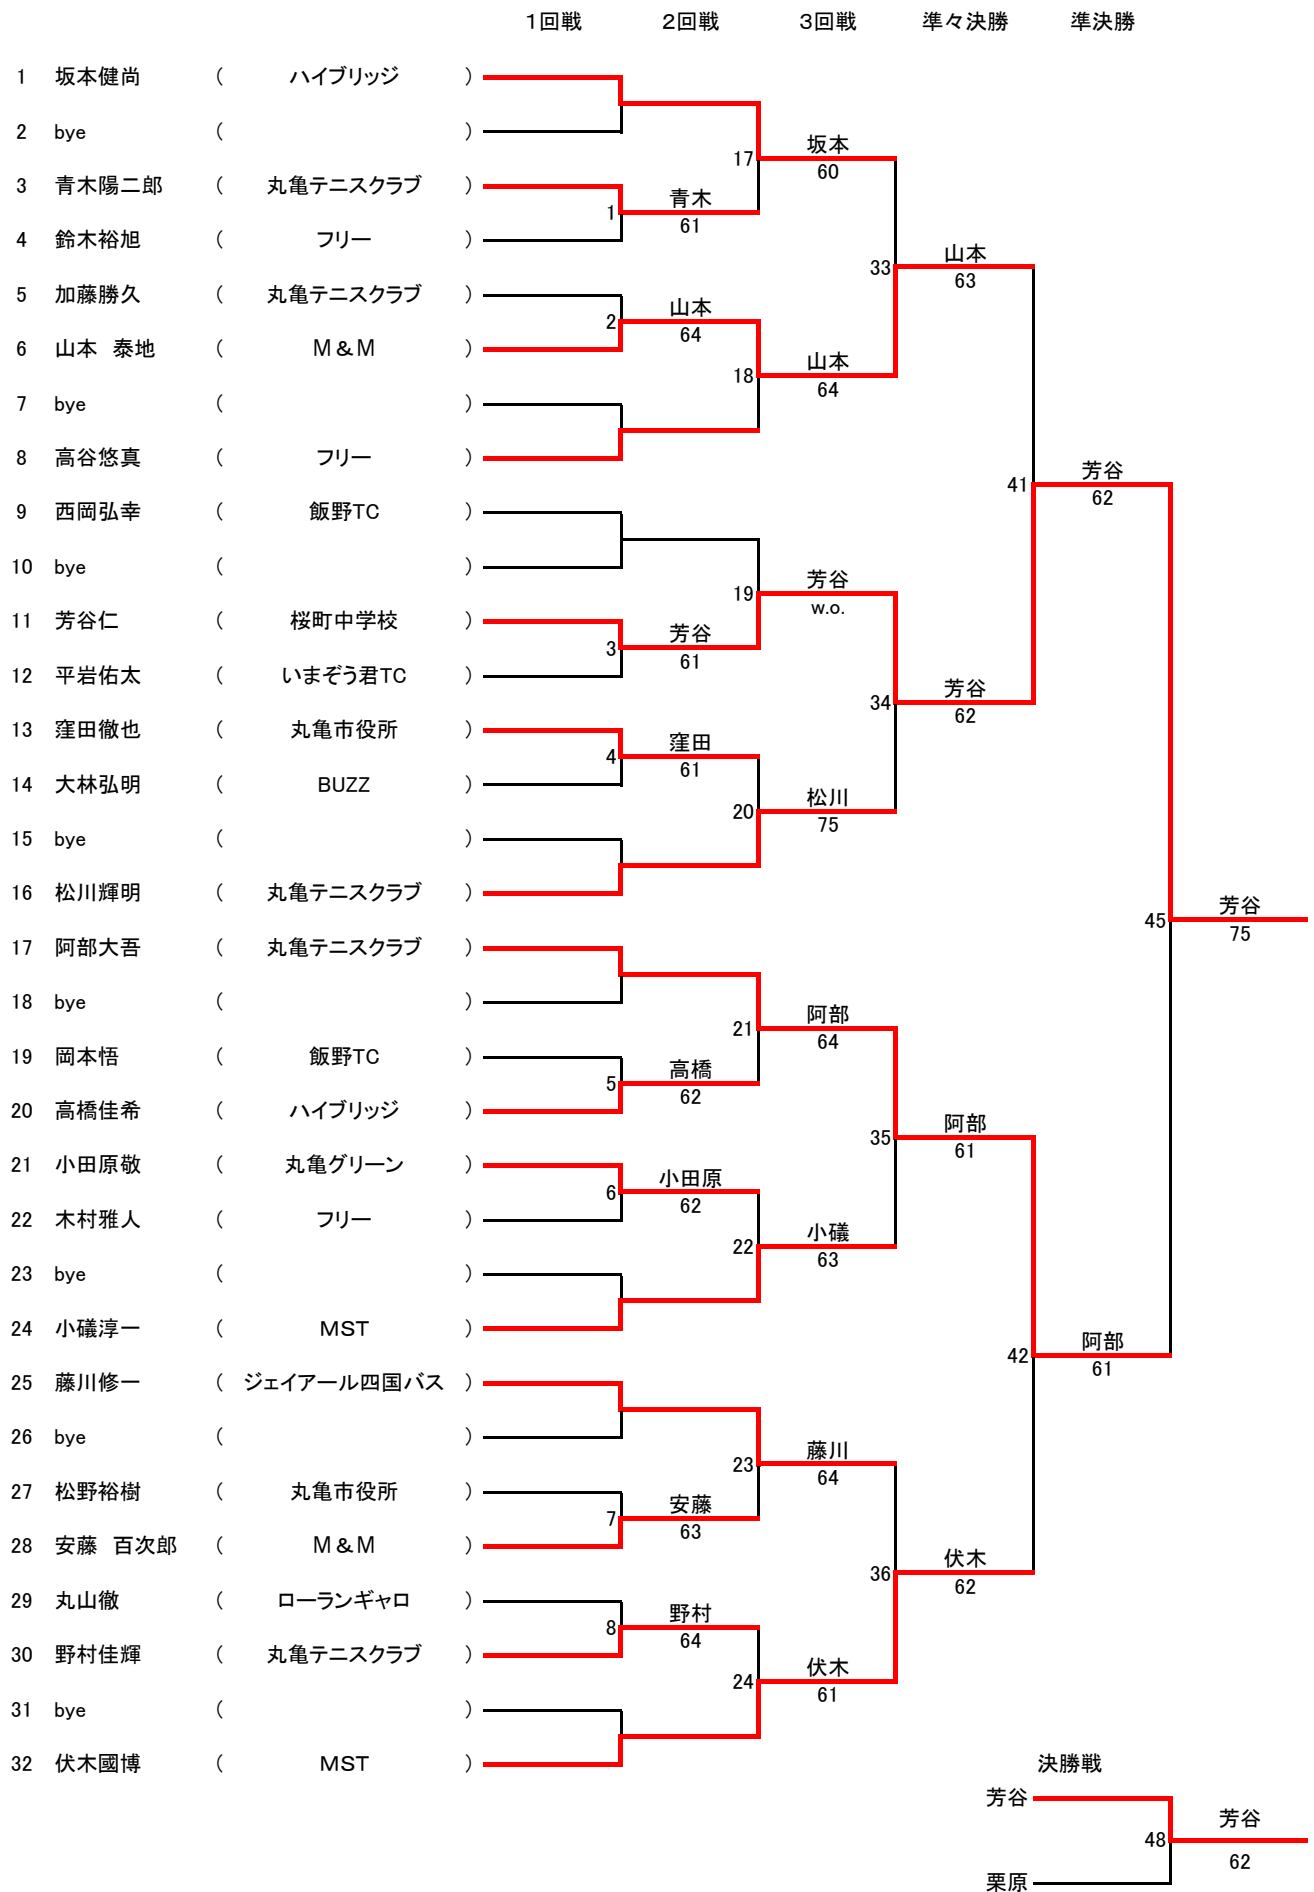 １回戦 ２回戦 ３回戦 準々決勝 準決勝
1 坂本健尚 ( ハイブリッジ )
2 bye ( )
坂本
17
60
3 青木陽二郎 ( 丸亀テニスクラブ )
青木
1
61
4 鈴木裕旭 ( フリー )
山本
33
63
5 加藤勝久 ( 丸亀テニスクラブ )
山本
2
64
6 山本 泰地 ( M＆M )
山本
18
64
7 bye ( )
8 高谷悠真 ( フリー )
芳谷
41
62
9 西岡弘幸 ( 飯野TC )
10 bye ( )
芳谷
19
w.o.
11 芳谷仁 ( 桜町中学校 )
芳谷
3
61
12 平岩佑太 ( いまぞう君TC )
芳谷
34
62
13 窪田徹也 ( 丸亀市役所 )
窪田
4
61
14 大林弘明 ( BUZZ )
松川
20
75
15 bye ( )
16 松川輝明 ( 丸亀テニスクラブ )
芳谷
45
75
17 阿部大吾 ( 丸亀テニスクラブ )
18 bye ( )
阿部
21
64
19 岡本悟 ( 飯野TC )
高橋
5
62
20 高橋佳希 ( ハイブリッジ )
阿部
35
61
21 小田原敬 ( 丸亀グリーン )
小田原
6
62
22 木村雅人 ( フリー )
小礒
22
63
23 bye ( )
24 小礒淳一 ( MST )
阿部
42
61
25 藤川修一 ( ジェイアール四国バス )
26 bye ( )
藤川
23
64
27 松野裕樹 ( 丸亀市役所 )
安藤
7
63
28 安藤 百次郎 ( M＆M )
伏木
36
62
29 丸山徹 ( ローランギャロ )
野村
8
64
30 野村佳輝 ( 丸亀テニスクラブ )
伏木
24
61
31 bye ( )
32 伏木國博 ( MST )
決勝戦
芳谷
芳谷
48
62
栗原